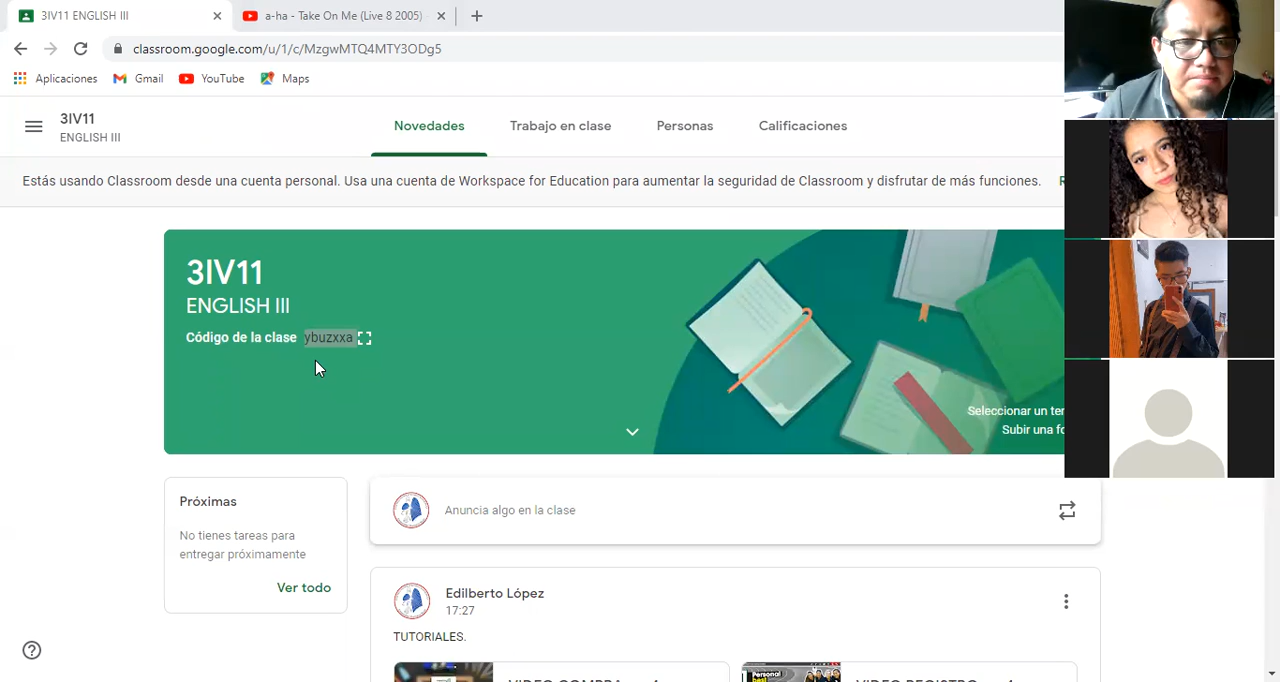 3IV11 ENGLISH III
a-ha - Take On Me (Live 8 2005)
classroom.google.com/u/1/c/MzgwMTQ4MTY3ODg5
Aplicaciones Gmail YouTube Maps
3IV11
ENGLISH III
Novedades Trabajo en clase Personas Calificaciones
Estás usando Classroom desde una cuenta personal. Usa una cuenta de Workspace for Education para aumentar la seguridad de Classroom y disfrutar de más funciones.
3IV11
ENGLISH III
Código de la clase ybuzxxa
Seleccionar un
Subir una
Próximas
No tienes tareas para
entregar próximamente
Ver todo
Anuncia algo en la clase
Edilberto López
17:27
TUTORIALES.